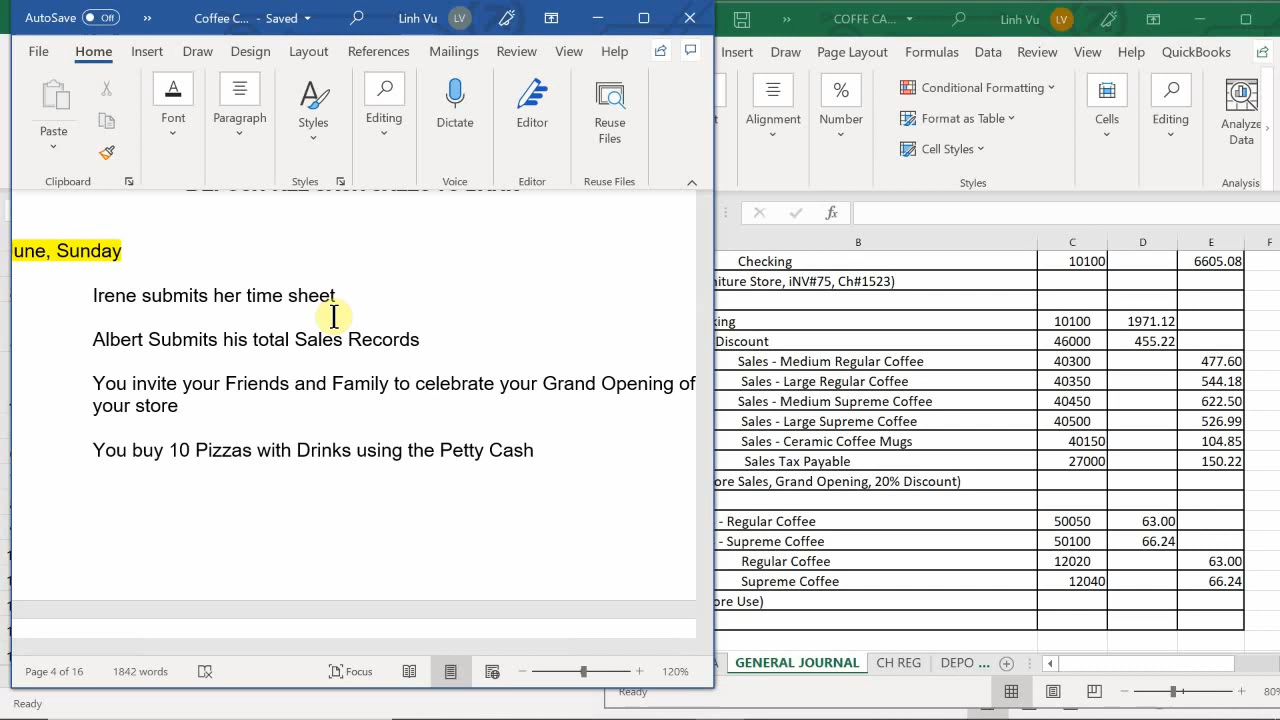 AutoSave Off Coffee C... - Saved Linh Vu LV
File Home Insert Draw Design Layout References Mailings Review View Help
Paste Font Paragraph Styles Editing Dictate Editor Reuse Files
Clipboard Styles Voice Editor Reuse Files
une, Sunday
Irene submits her time sheet
Albert Submits his total Sales Records
You invite your Friends and Family to celebrate your Grand Opening of
your store
You buy 10 Pizzas with Drinks using the Petty Cash
Page 4 of 16 1842 words Focus 120%
Ready
COFFE CA... Linh Vu LV
Insert Draw Page Layout Formulas Data Review View Help QuickBooks
Alignment Number Conditional Formatting Format as Table Cell Styles Cells Editing Analyze Data
Styles Analysis
fx
B C D E F
Checking 10100 6605.08
niture Store, iNV#75, Ch#1523)
king 10100 1971.12
Discount 46000 455.22
Sales - Medium Regular Coffee 40300 477.60
Sales - Large Regular Coffee 40350 544.18
Sales - Medium Supreme Coffee 40450 622.50
Sales - Large Supreme Coffee 40500 526.99
Sales - Ceramic Coffee Mugs 40150 104.85
Sales Tax Payable 27000 150.22
ore Sales, Grand Opening, 20% Discount)
- Regular Coffee 50050 63.00
- Supreme Coffee 50100 66.24
Regular Coffee 12020 63.00
Supreme Coffee 12040 66.24
ore Use)
A GENERAL JOURNAL CH REG DEPO ...
Ready 80%